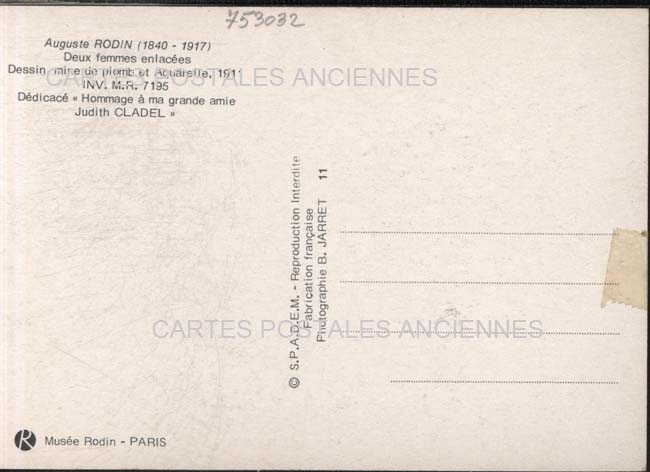 753032
Auguste RODIN (1840 - 1917)
Deux femmes enlacées
Dessin, mine de plomb et Aquarelle, 1911
INV. M.R. 7195
Dédicacé « Hommage à ma grande amie
Judith CLADEL »
CARTES POSTALES ANCIENNES
© S.P.A.D.E.M. - Reproduction Interdite
Fabrication française
Photographie B. JARRET 11
CARTES POSTALES ANCIENNES
R Musée Rodin - PARIS